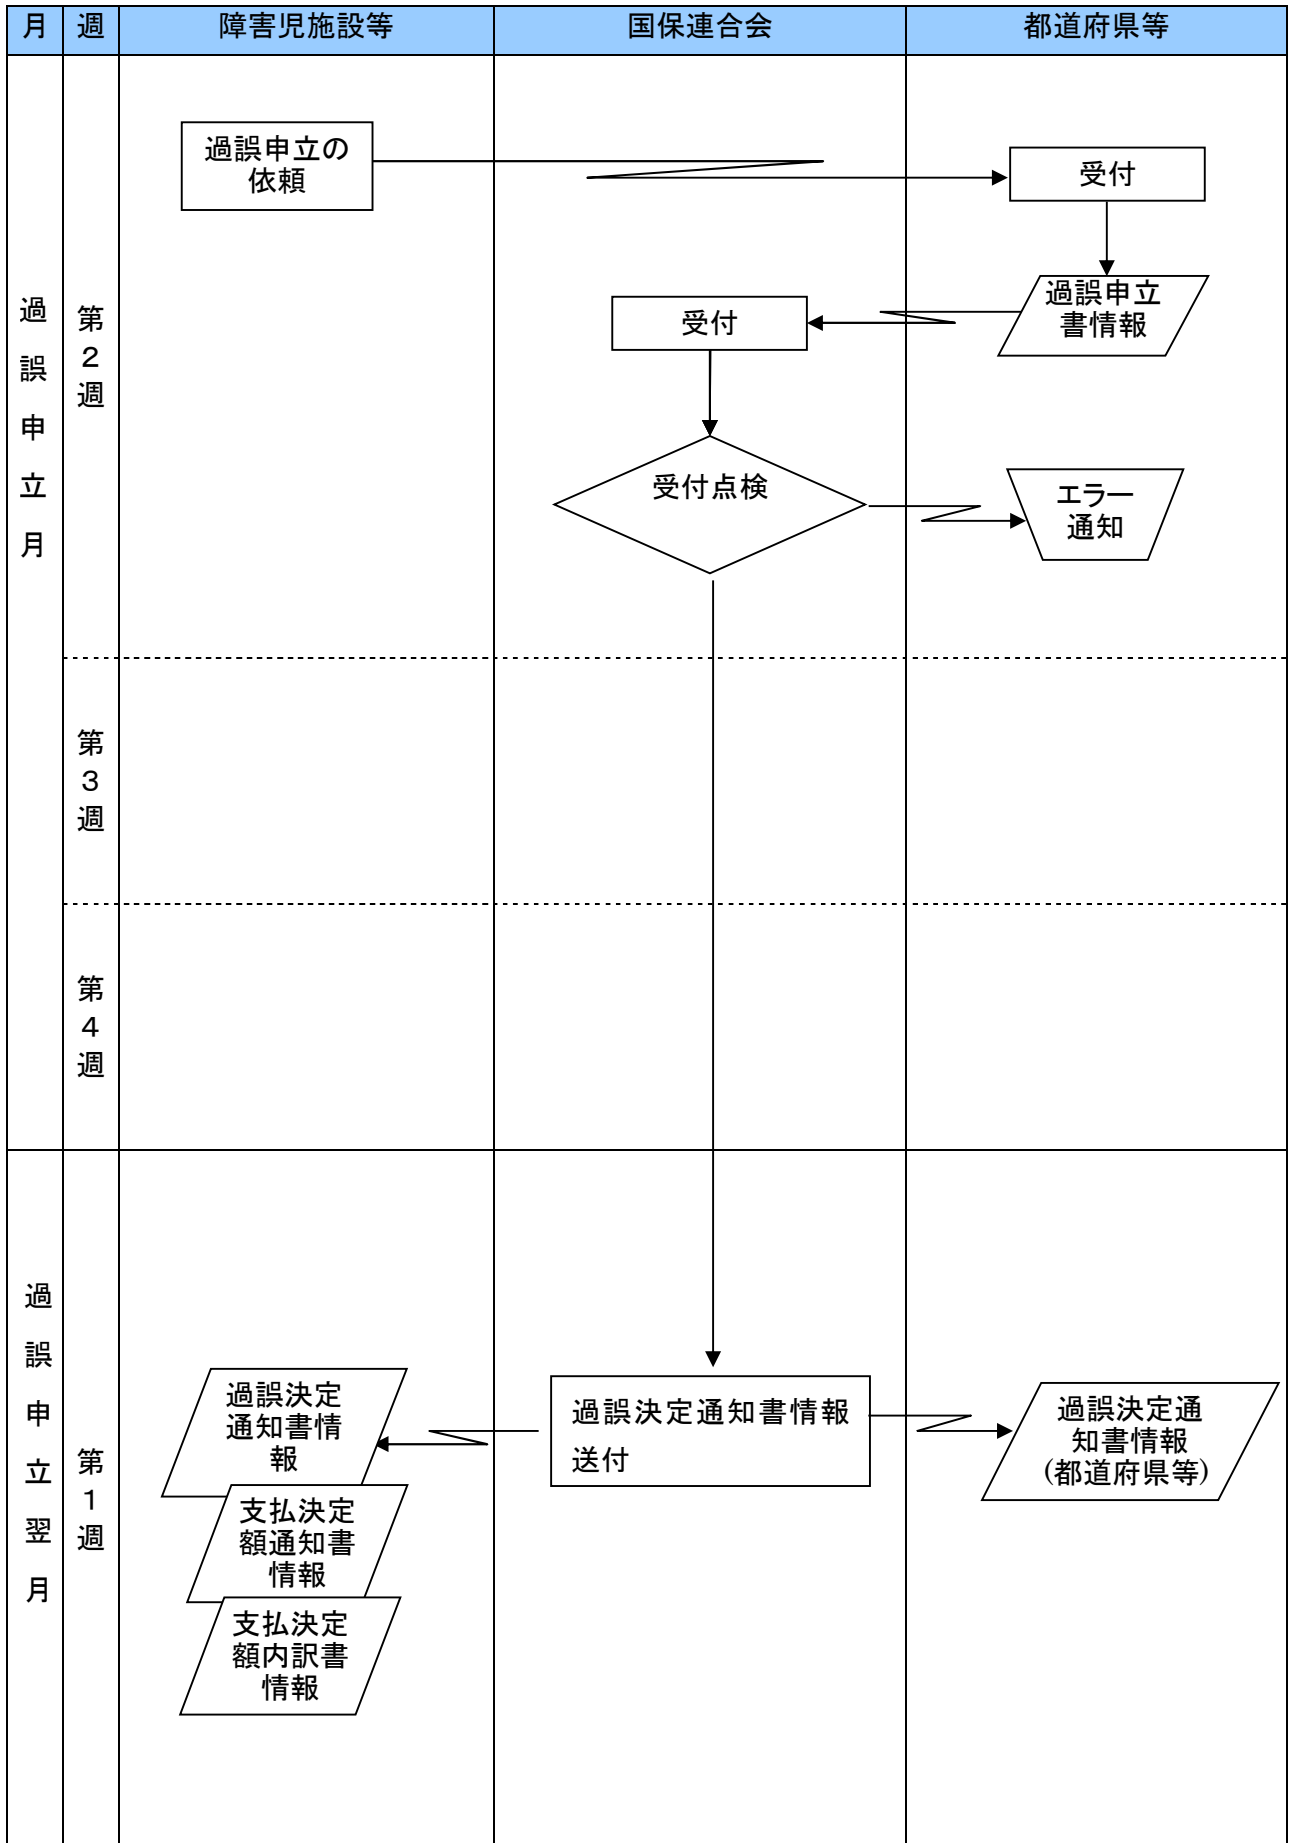 月 週 障害児施設等 国保連合会 都道府県等
過誤申立月
第2週
過誤申立の
依頼
受付
過誤申立
書情報
受付
受付点検
エラー
通知
第3週
第4週
過誤申立翌月
第1週
過誤決定
通知書情
報
支払決定
額通知書
情報
支払決定
額内訳書
情報
過誤決定通知書情報
送付
過誤決定通
知書情報
(都道府県等)